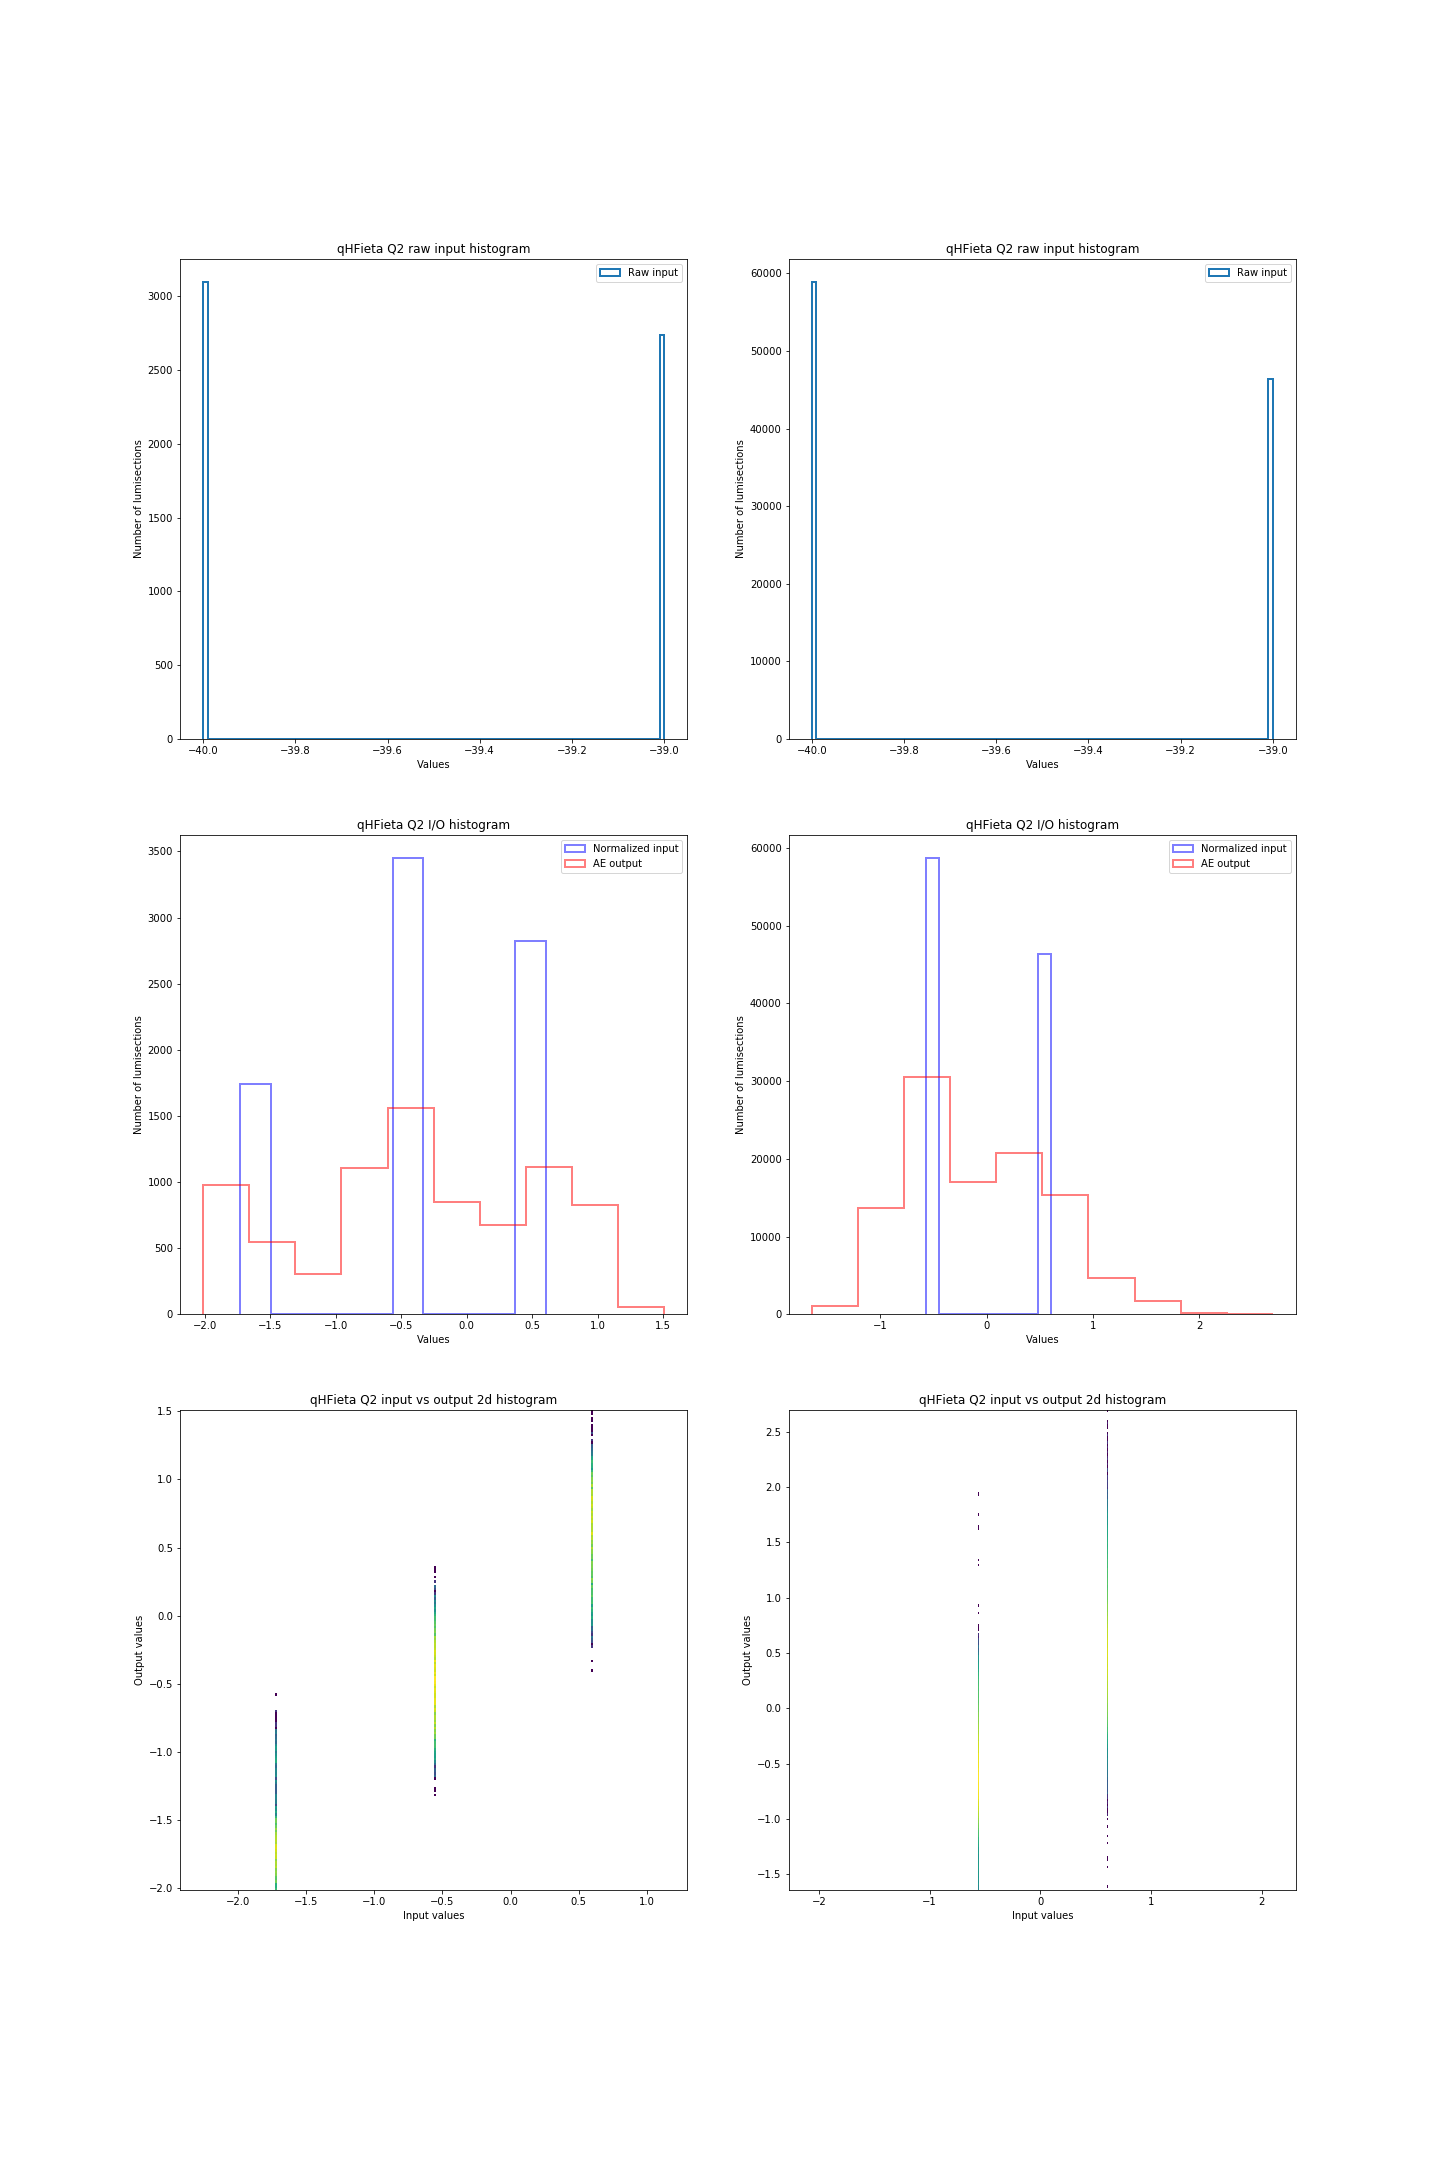 qHFieta Q2 raw input histogram
Raw input
3000
2500
2000
1500
1000
500
0
Number of lumisections
−40.0 −39.8 −39.6 −39.4 −39.2 −39.0
Values
qHFieta Q2 raw input histogram
Raw input
60000
50000
40000
30000
20000
10000
0
Number of lumisections
−40.0 −39.8 −39.6 −39.4 −39.2 −39.0
Values
qHFieta Q2 I/O histogram
Normalized input
AE output
3500
3000
2500
2000
1500
1000
500
0
Number of lumisections
−2.0 −1.5 −1.0 −0.5 0.0 0.5 1.0 1.5
Values
qHFieta Q2 I/O histogram
Normalized input
AE output
60000
50000
40000
30000
20000
10000
0
Number of lumisections
−1 0 1 2
Values
qHFieta Q2 input vs output 2d histogram
1.5
1.0
0.5
0.0
−0.5
−1.0
−1.5
−2.0
Output values
−2.0 −1.5 −1.0 −0.5 0.0 0.5 1.0
Input values
qHFieta Q2 input vs output 2d histogram
2.5
2.0
1.5
1.0
0.5
0.0
−0.5
−1.0
−1.5
Output values
−2 −1 0 1 2
Input values